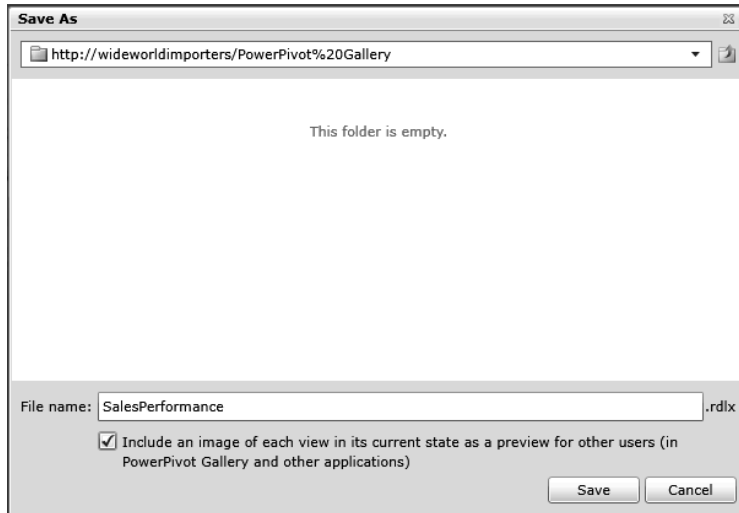 Save As
http://wideworldimporters/PowerPivot%20Gallery
This folder is empty.
File name: SalesPerformance .rdlx
Include an image of each view in its current state as a preview for other users (in
PowerPivot Gallery and other applications)
Save Cancel